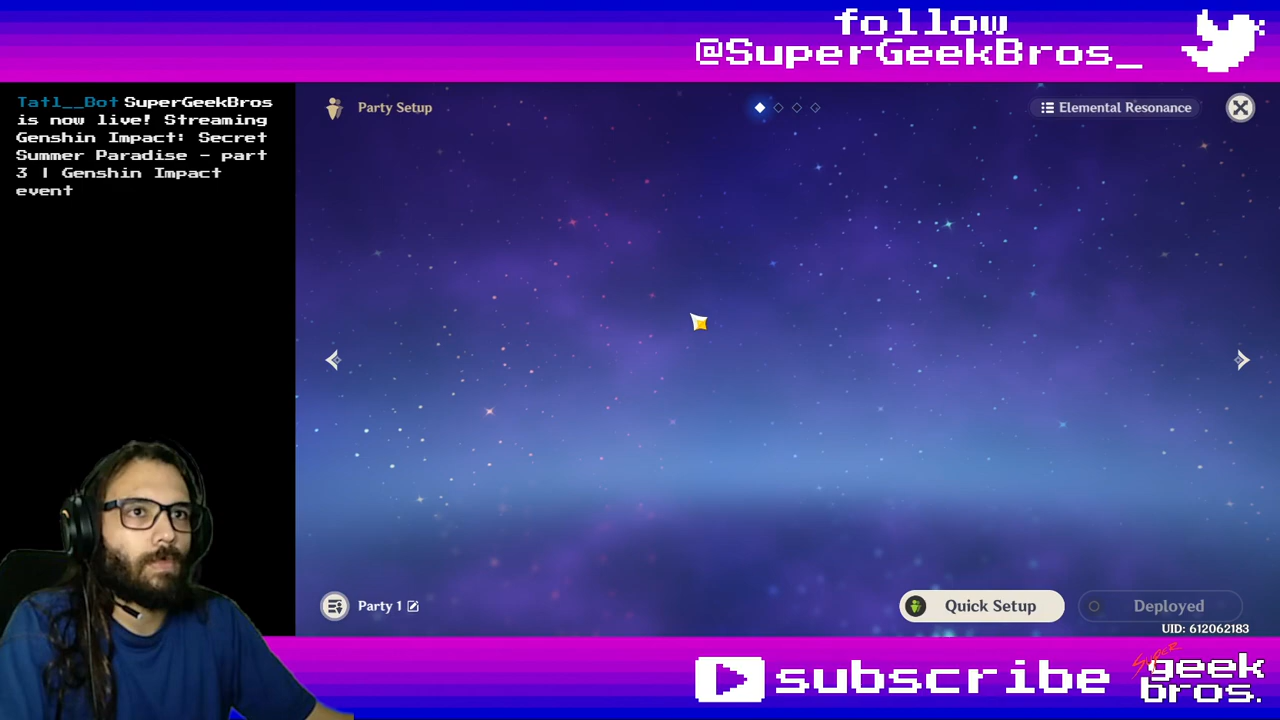 follow
@SuperGeekBros_
Tatl__Bot SuperGeekBros
is now live! Streaming
Genshin Impact: Secret
Summer Paradise - part
3 | Genshin Impact
event
Party Setup
Elemental Resonance
Party 1
Quick Setup
Deployed
UID: 612062183
subscribe
Super
geek
bros.